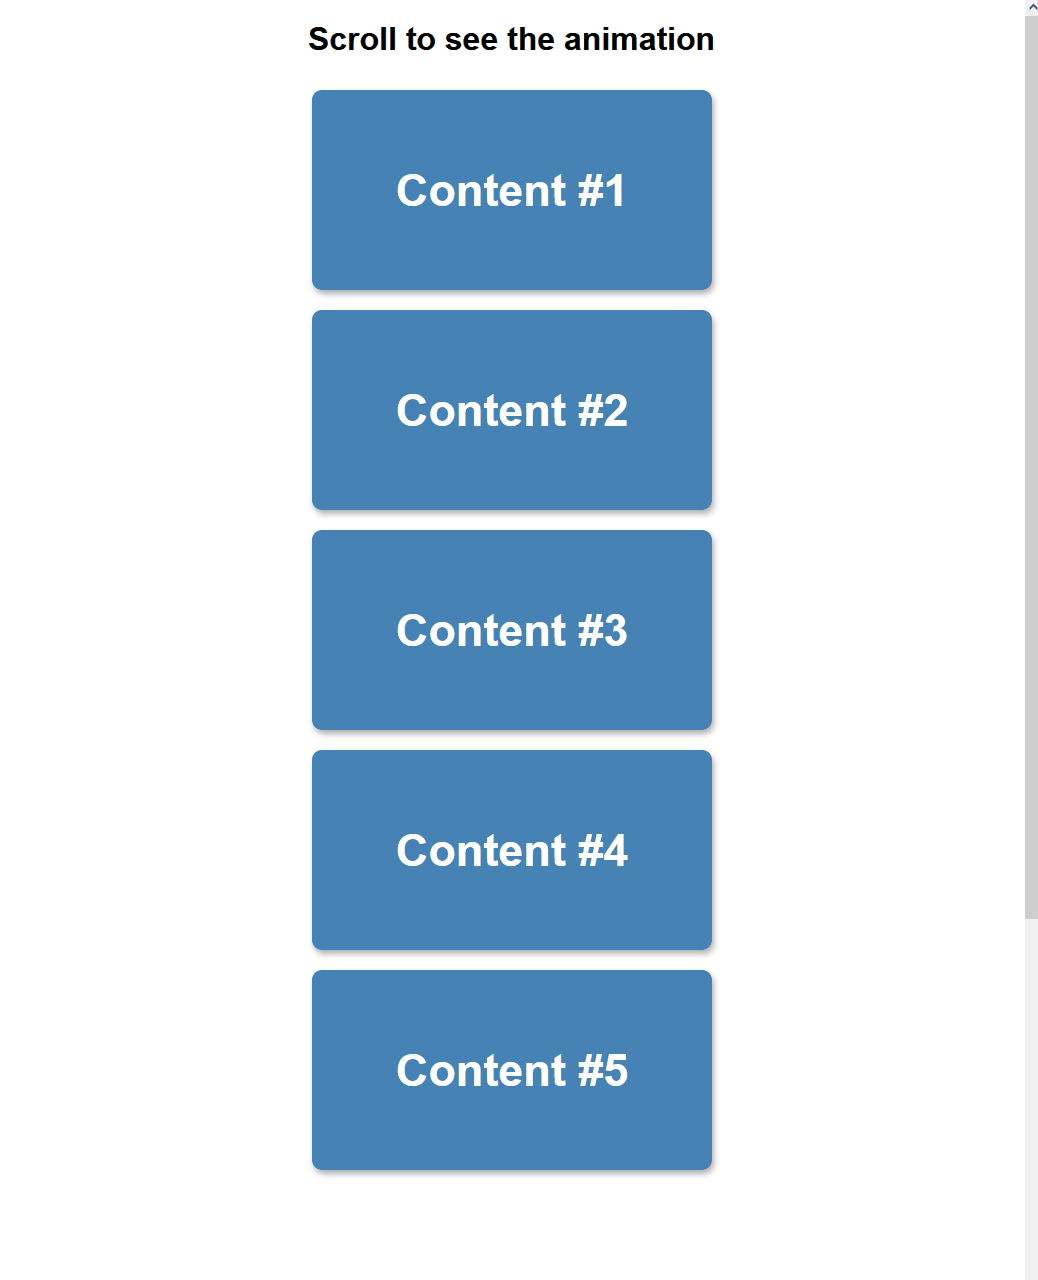 Scroll to see the animation
Content #1
Content #2
Content #3
Content #4
Content #5